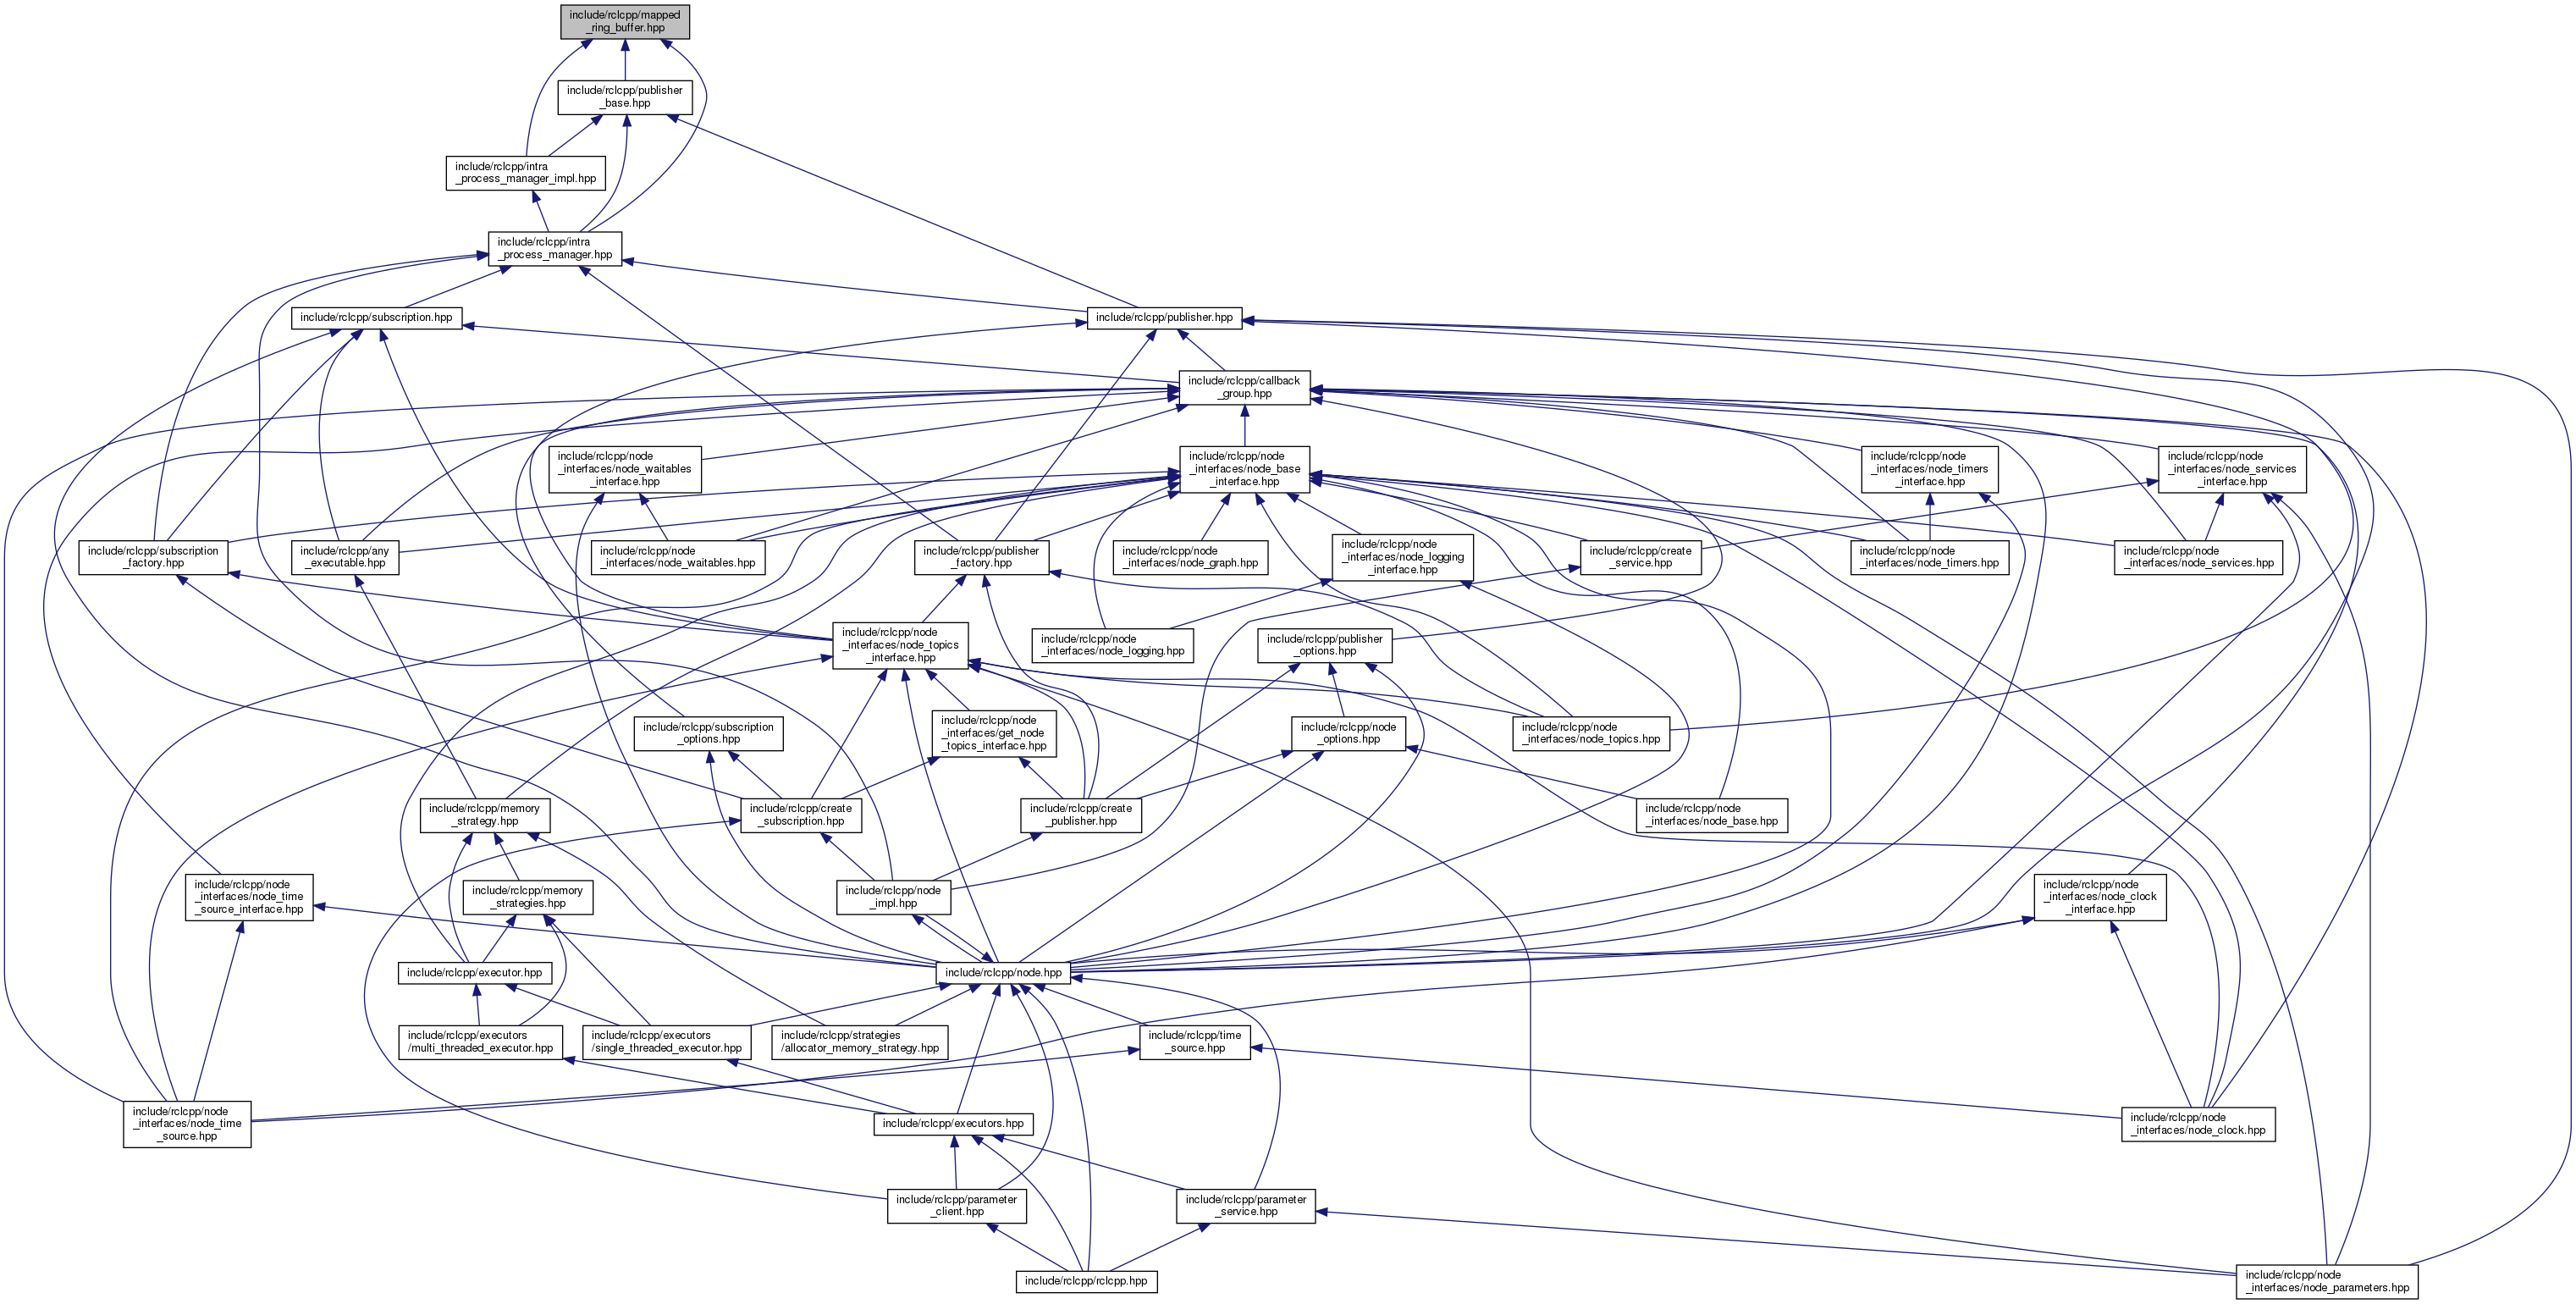 include/rclcpp/mapped
_ring_buffer.hpp
include/rclcpp/publisher
_base.hpp
include/rclcpp/intra
_process_manager_impl.hpp
include/rclcpp/intra
_process_manager.hpp
include/rclcpp/subscription.hpp
include/rclcpp/publisher.hpp
include/rclcpp/callback
_group.hpp
include/rclcpp/node
_interfaces/node_waitables
_interface.hpp
include/rclcpp/node
_interfaces/node_base
_interface.hpp
include/rclcpp/node
_interfaces/node_timers
_interface.hpp
include/rclcpp/node
_interfaces/node_services
_interface.hpp
include/rclcpp/subscription
_factory.hpp
include/rclcpp/any
_executable.hpp
include/rclcpp/node
_interfaces/node_waitables.hpp
include/rclcpp/publisher
_factory.hpp
include/rclcpp/node
_interfaces/node_graph.hpp
include/rclcpp/node
_interfaces/node_logging
_interface.hpp
include/rclcpp/create
_service.hpp
include/rclcpp/node
_interfaces/node_timers.hpp
include/rclcpp/node
_interfaces/node_services.hpp
include/rclcpp/node
_interfaces/node_topics
_interface.hpp
include/rclcpp/node
_interfaces/node_logging.hpp
include/rclcpp/publisher
_options.hpp
include/rclcpp/subscription
_options.hpp
include/rclcpp/node
_interfaces/get_node
_topics_interface.hpp
include/rclcpp/node
_options.hpp
include/rclcpp/node
_interfaces/node_topics.hpp
include/rclcpp/memory
_strategy.hpp
include/rclcpp/create
_subscription.hpp
include/rclcpp/create
_publisher.hpp
include/rclcpp/node
_interfaces/node_base.hpp
include/rclcpp/node
_interfaces/node_time
_source_interface.hpp
include/rclcpp/memory
_strategies.hpp
include/rclcpp/node
_impl.hpp
include/rclcpp/node
_interfaces/node_clock
_interface.hpp
include/rclcpp/executor.hpp
include/rclcpp/node.hpp
include/rclcpp/executors
/multi_threaded_executor.hpp
include/rclcpp/executors
/single_threaded_executor.hpp
include/rclcpp/strategies
/allocator_memory_strategy.hpp
include/rclcpp/time
_source.hpp
include/rclcpp/node
_interfaces/node_time
_source.hpp
include/rclcpp/executors.hpp
include/rclcpp/node
_interfaces/node_clock.hpp
include/rclcpp/parameter
_client.hpp
include/rclcpp/parameter
_service.hpp
include/rclcpp/rclcpp.hpp
include/rclcpp/node
_interfaces/node_parameters.hpp